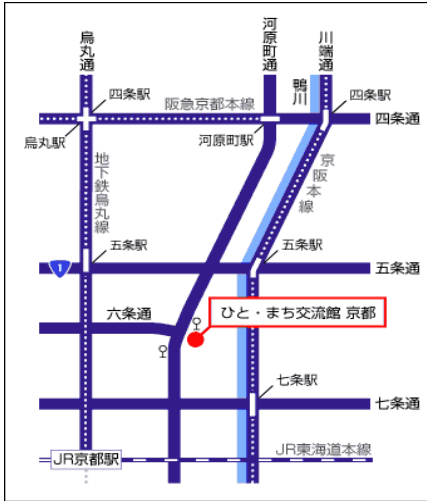 烏丸通
河原町通
川端通
鴨川
四条駅
阪急京都本線
四条駅
四条通
烏丸駅
河原町駅
地下鉄烏丸線
京阪本線
五条駅
五条駅
1
五条通
六条通
ひと・まち交流館 京都
七条駅
七条通
JR京都駅
JR東海道本線